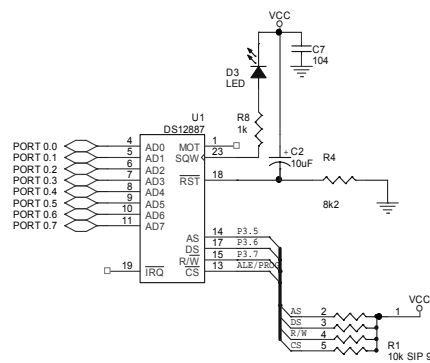 VCC
C7
104
D3
LED
R8
1k
U1
DS12887
C2
10uF
R4
8k2
PORT 0.0 4 AD0 MOT 1
PORT 0.1 5 AD1 SQW 23
PORT 0.2 6 AD2
PORT 0.3 7 AD3 RST 18
PORT 0.4 8 AD4
PORT 0.5 9 AD5
PORT 0.6 10 AD6
PORT 0.7 11 AD7
AS 14 P3.5
DS 17 P3.6
R/W 15 P3.7
19 IRQ CS 13 ALE/PROG
+
AS 2 1 VCC
DS 3
R/W 4
CS 5
R1
10k SIP 9